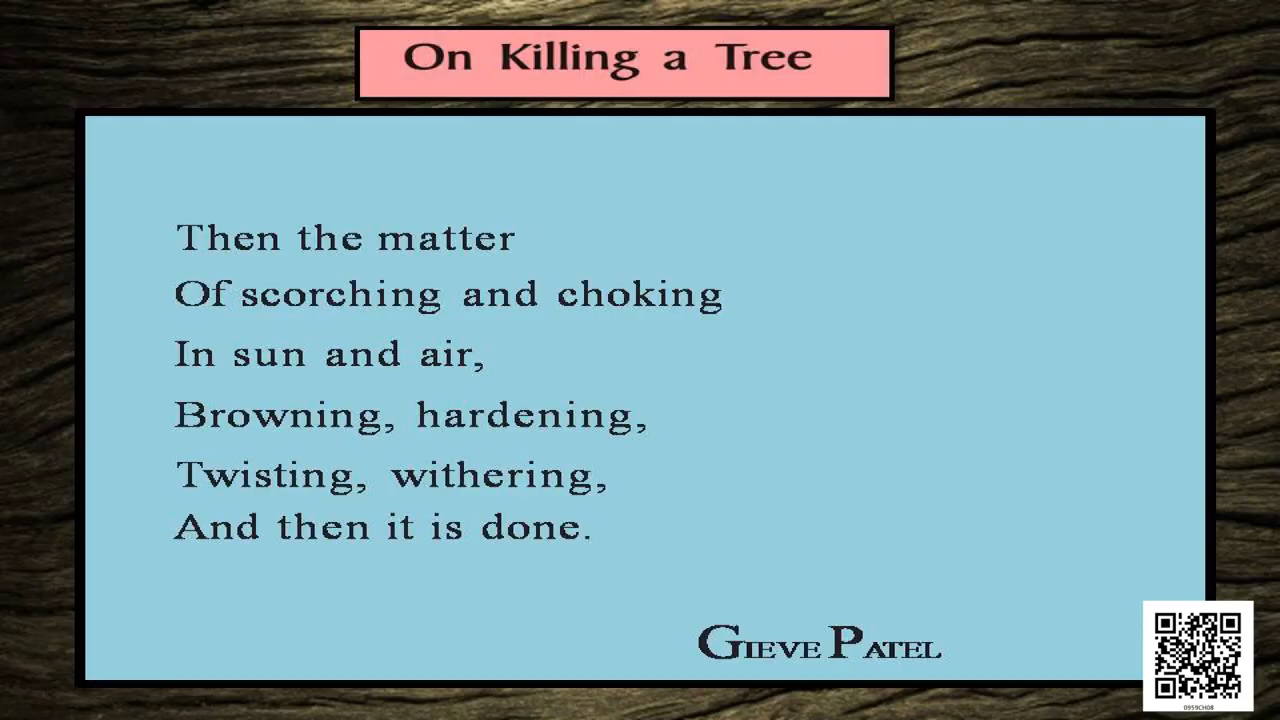 On Killing a Tree
Then the matter
Of scorching and choking
In sun and air,
Browning, hardening,
Twisting, withering,
And then it is done.
GIEVE PATEL
0959CH08